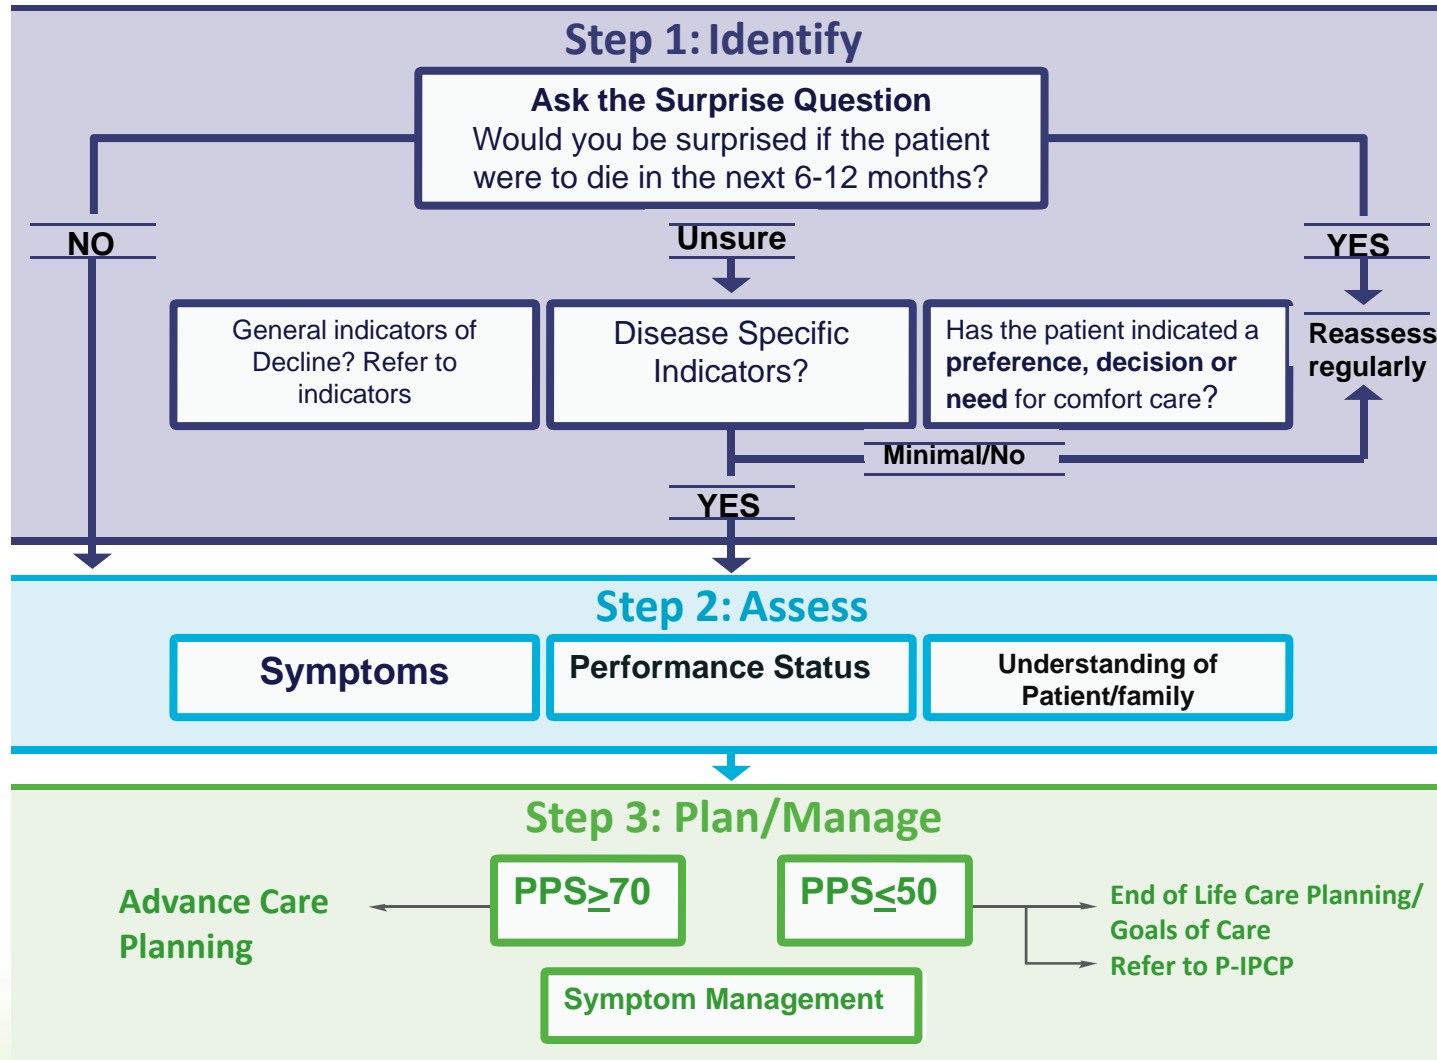 Step 1: Identify
Ask the Surprise Question
Would you be surprised if the patient
were to die in the next 6-12 months?
NO
Unsure
YES
General indicators of
Decline? Refer to
indicators
Disease Specific
Indicators?
Has the patient indicated a
preference, decision or
need for comfort care?
Reassess
regularly
Minimal/No
YES
Step 2: Assess
Symptoms
Performance Status
Understanding of
Patient/family
Step 3: Plan/Manage
Advance Care
Planning
PPS≥70
PPS≤50
End of Life Care Planning/
Goals of Care
Refer to P-IPCP
Symptom Management